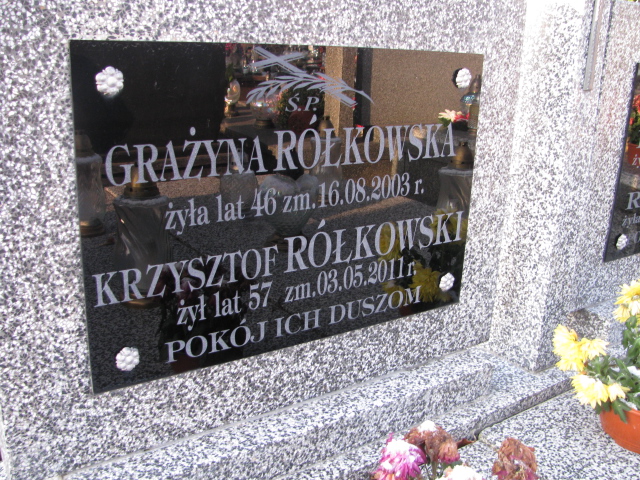 Ś.P.
GRAŻYNA RÓŁKOWSKA
żyła lat 46 zm. 16.08.2003 r.
KRZYSZTOF RÓŁKOWSKI
żył lat 57 zm. 03.05.2011 r.
POKÓJ ICH DUSZOM